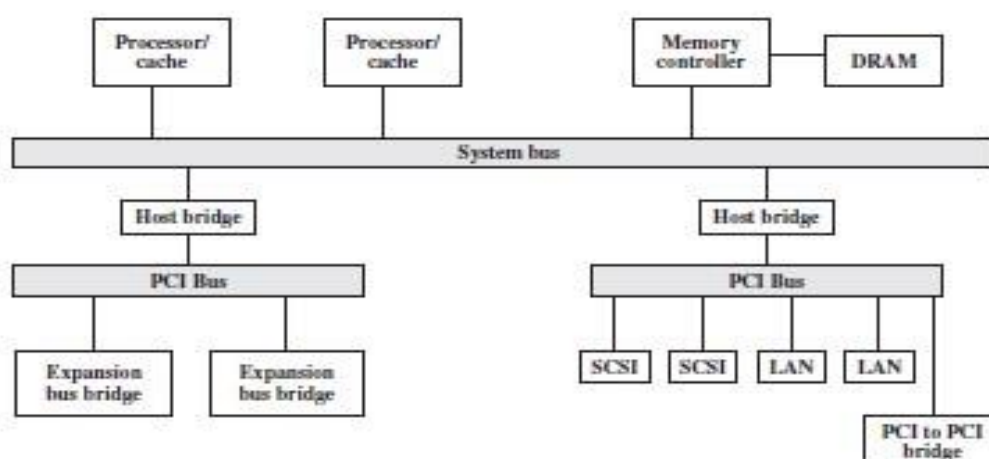 Processor/
cache
Processor/
cache
Memory
controller
DRAM
System bus
Host bridge
Host bridge
PCI Bus
PCI Bus
Expansion
bus bridge
Expansion
bus bridge
SCSI
SCSI
LAN
LAN
PCI to PCI
bridge